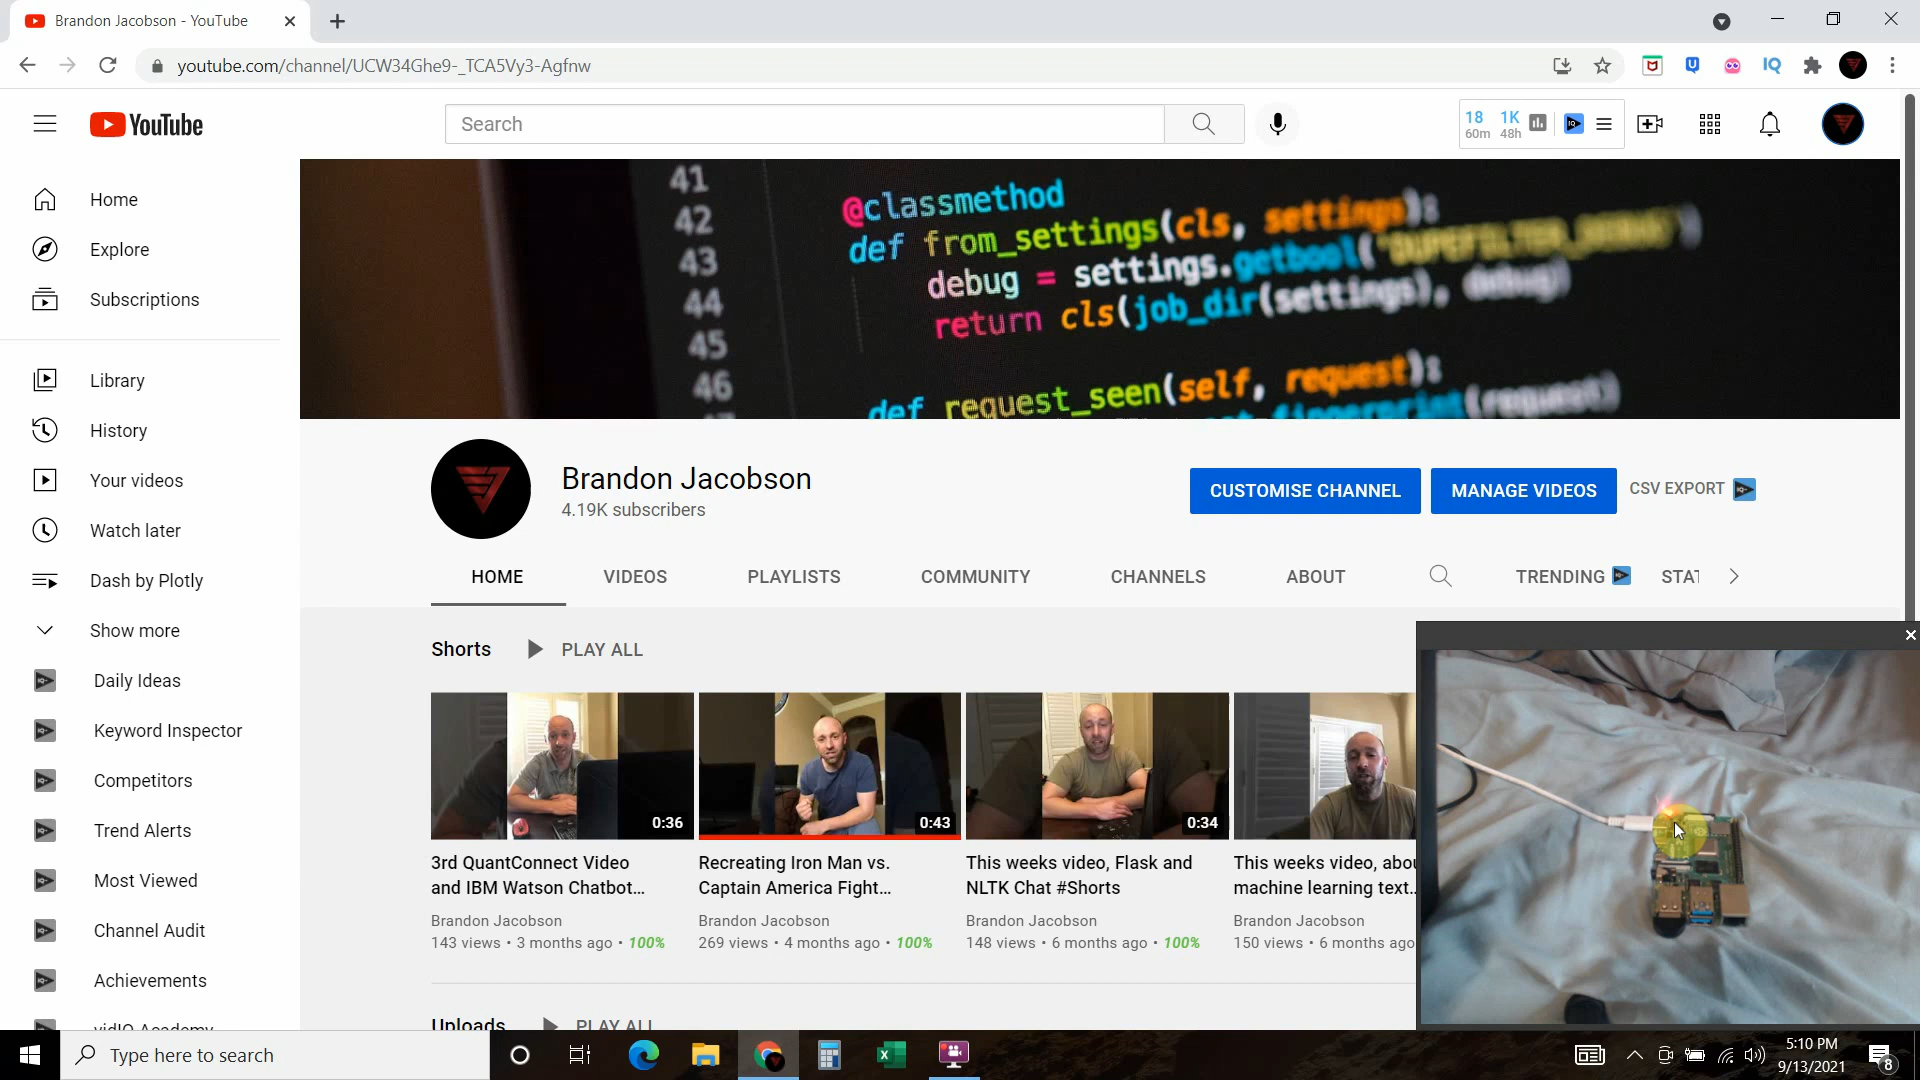 Brandon Jacobson - YouTube
youtube.com/channel/UCW34Ghe9-_TCA5Vy3-Agfnw
IQ
YouTube
Search
18 1K
60m 48h
Home
Explore
Subscriptions
Library
History
Your videos
Watch later
Dash by Plotly
Show more
Daily Ideas
Keyword Inspector
Competitors
Trend Alerts
Most Viewed
Channel Audit
Achievements
vidIQ Academy
41
42
43
44
45
46
@classmethod
def from_settings(cls, settings):
debug = settings.getbool('DUPEFILTER_DEBUG')
return cls(job_dir(settings), debug)
def request_seen(self, request):
(request)
Brandon Jacobson
4.19K subscribers
CUSTOMISE CHANNEL
MANAGE VIDEOS
CSV EXPORT
HOME
VIDEOS
PLAYLISTS
COMMUNITY
CHANNELS
ABOUT
TRENDING
STAT
Shorts
PLAY ALL
0:36
0:43
0:34
3rd QuantConnect Video
and IBM Watson Chatbot...
Brandon Jacobson
143 views • 3 months ago • 100%
Recreating Iron Man vs.
Captain America Fight...
Brandon Jacobson
269 views • 4 months ago • 100%
This weeks video, Flask and
NLTK Chat #Shorts
Brandon Jacobson
148 views • 6 months ago • 100%
This weeks video, abou
machine learning text..
Brandon Jacobson
150 views • 6 months ago
Uploads
PLAY ALL
Type here to search
5:10 PM
9/13/2021
8